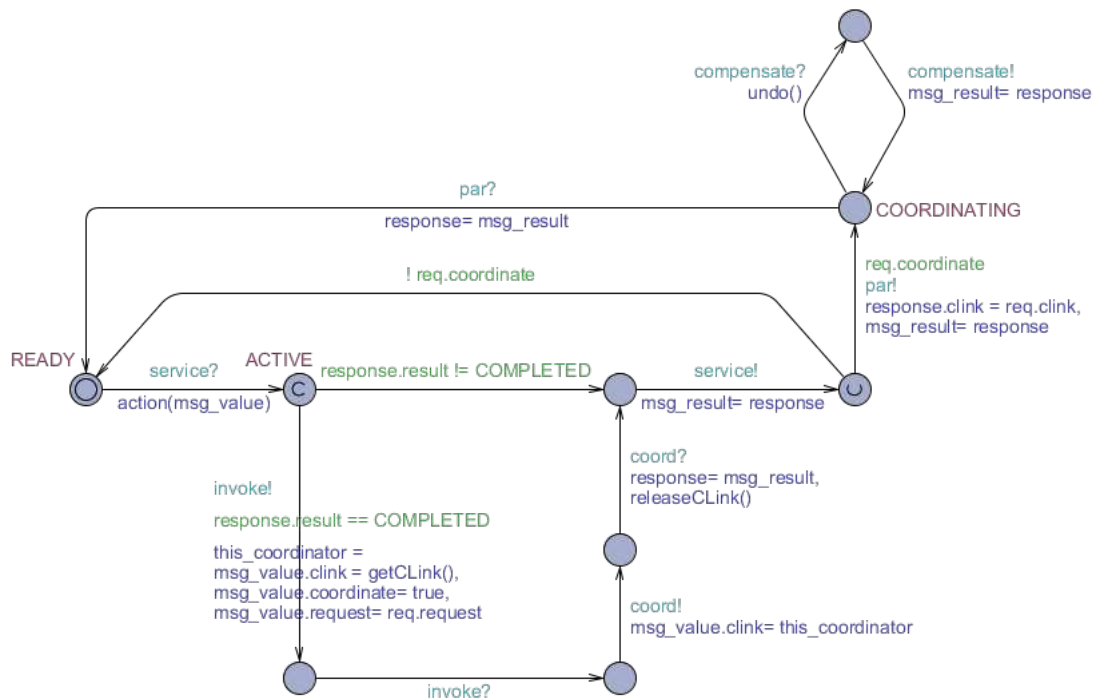 compensate?
undo()
compensate!
msg_result= response
par?
response= msg_result
COORDINATING
! req.coordinate
req.coordinate
par!
response.clink = req.clink,
msg_result= response
READY
service?
action(msg_value)
ACTIVE
response.result != COMPLETED
service!
msg_result= response
invoke!
response.result == COMPLETED
this_coordinator =
msg_value.clink = getCLink(),
msg_value.coordinate= true,
msg_value.request= req.request
coord?
response= msg_result,
releaseCLink()
coord!
msg_value.clink= this_coordinator
invoke?